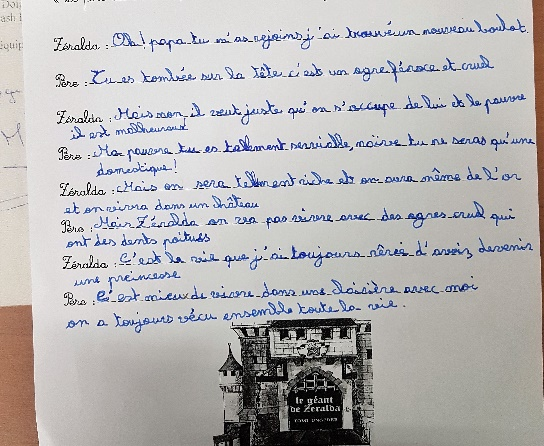 Zéralda : Oh ! papa tu m'as rejoins j'ai trouvé un nouveau boulot.
Père : Tu es tombée sur la tête c'est un ogre féroce et cruel
Zéralda : Mais non il veut juste qu'on s'occupe de lui et le pauvre
il est malheureux
Père : Ma pauvre tu es tellement serviable, naïve tu ne seras qu'une
domestique !
Zéralda : Mais on sera tellement riche et on aura même de l'or
et on vivra dans un château
Père : Mais Zéralda on va pas vivre avec des ogres cruel qui
ont des dents pointus
Zéralda : C'est la vie que j'ai toujours rêvée d'avoir, devenir
une princesse
Père : C'est mieux de vivre dans une clairière avec moi
on a toujours vécu ensemble toute la vie.
le géant
de Zeralda
TOMI UNGERER